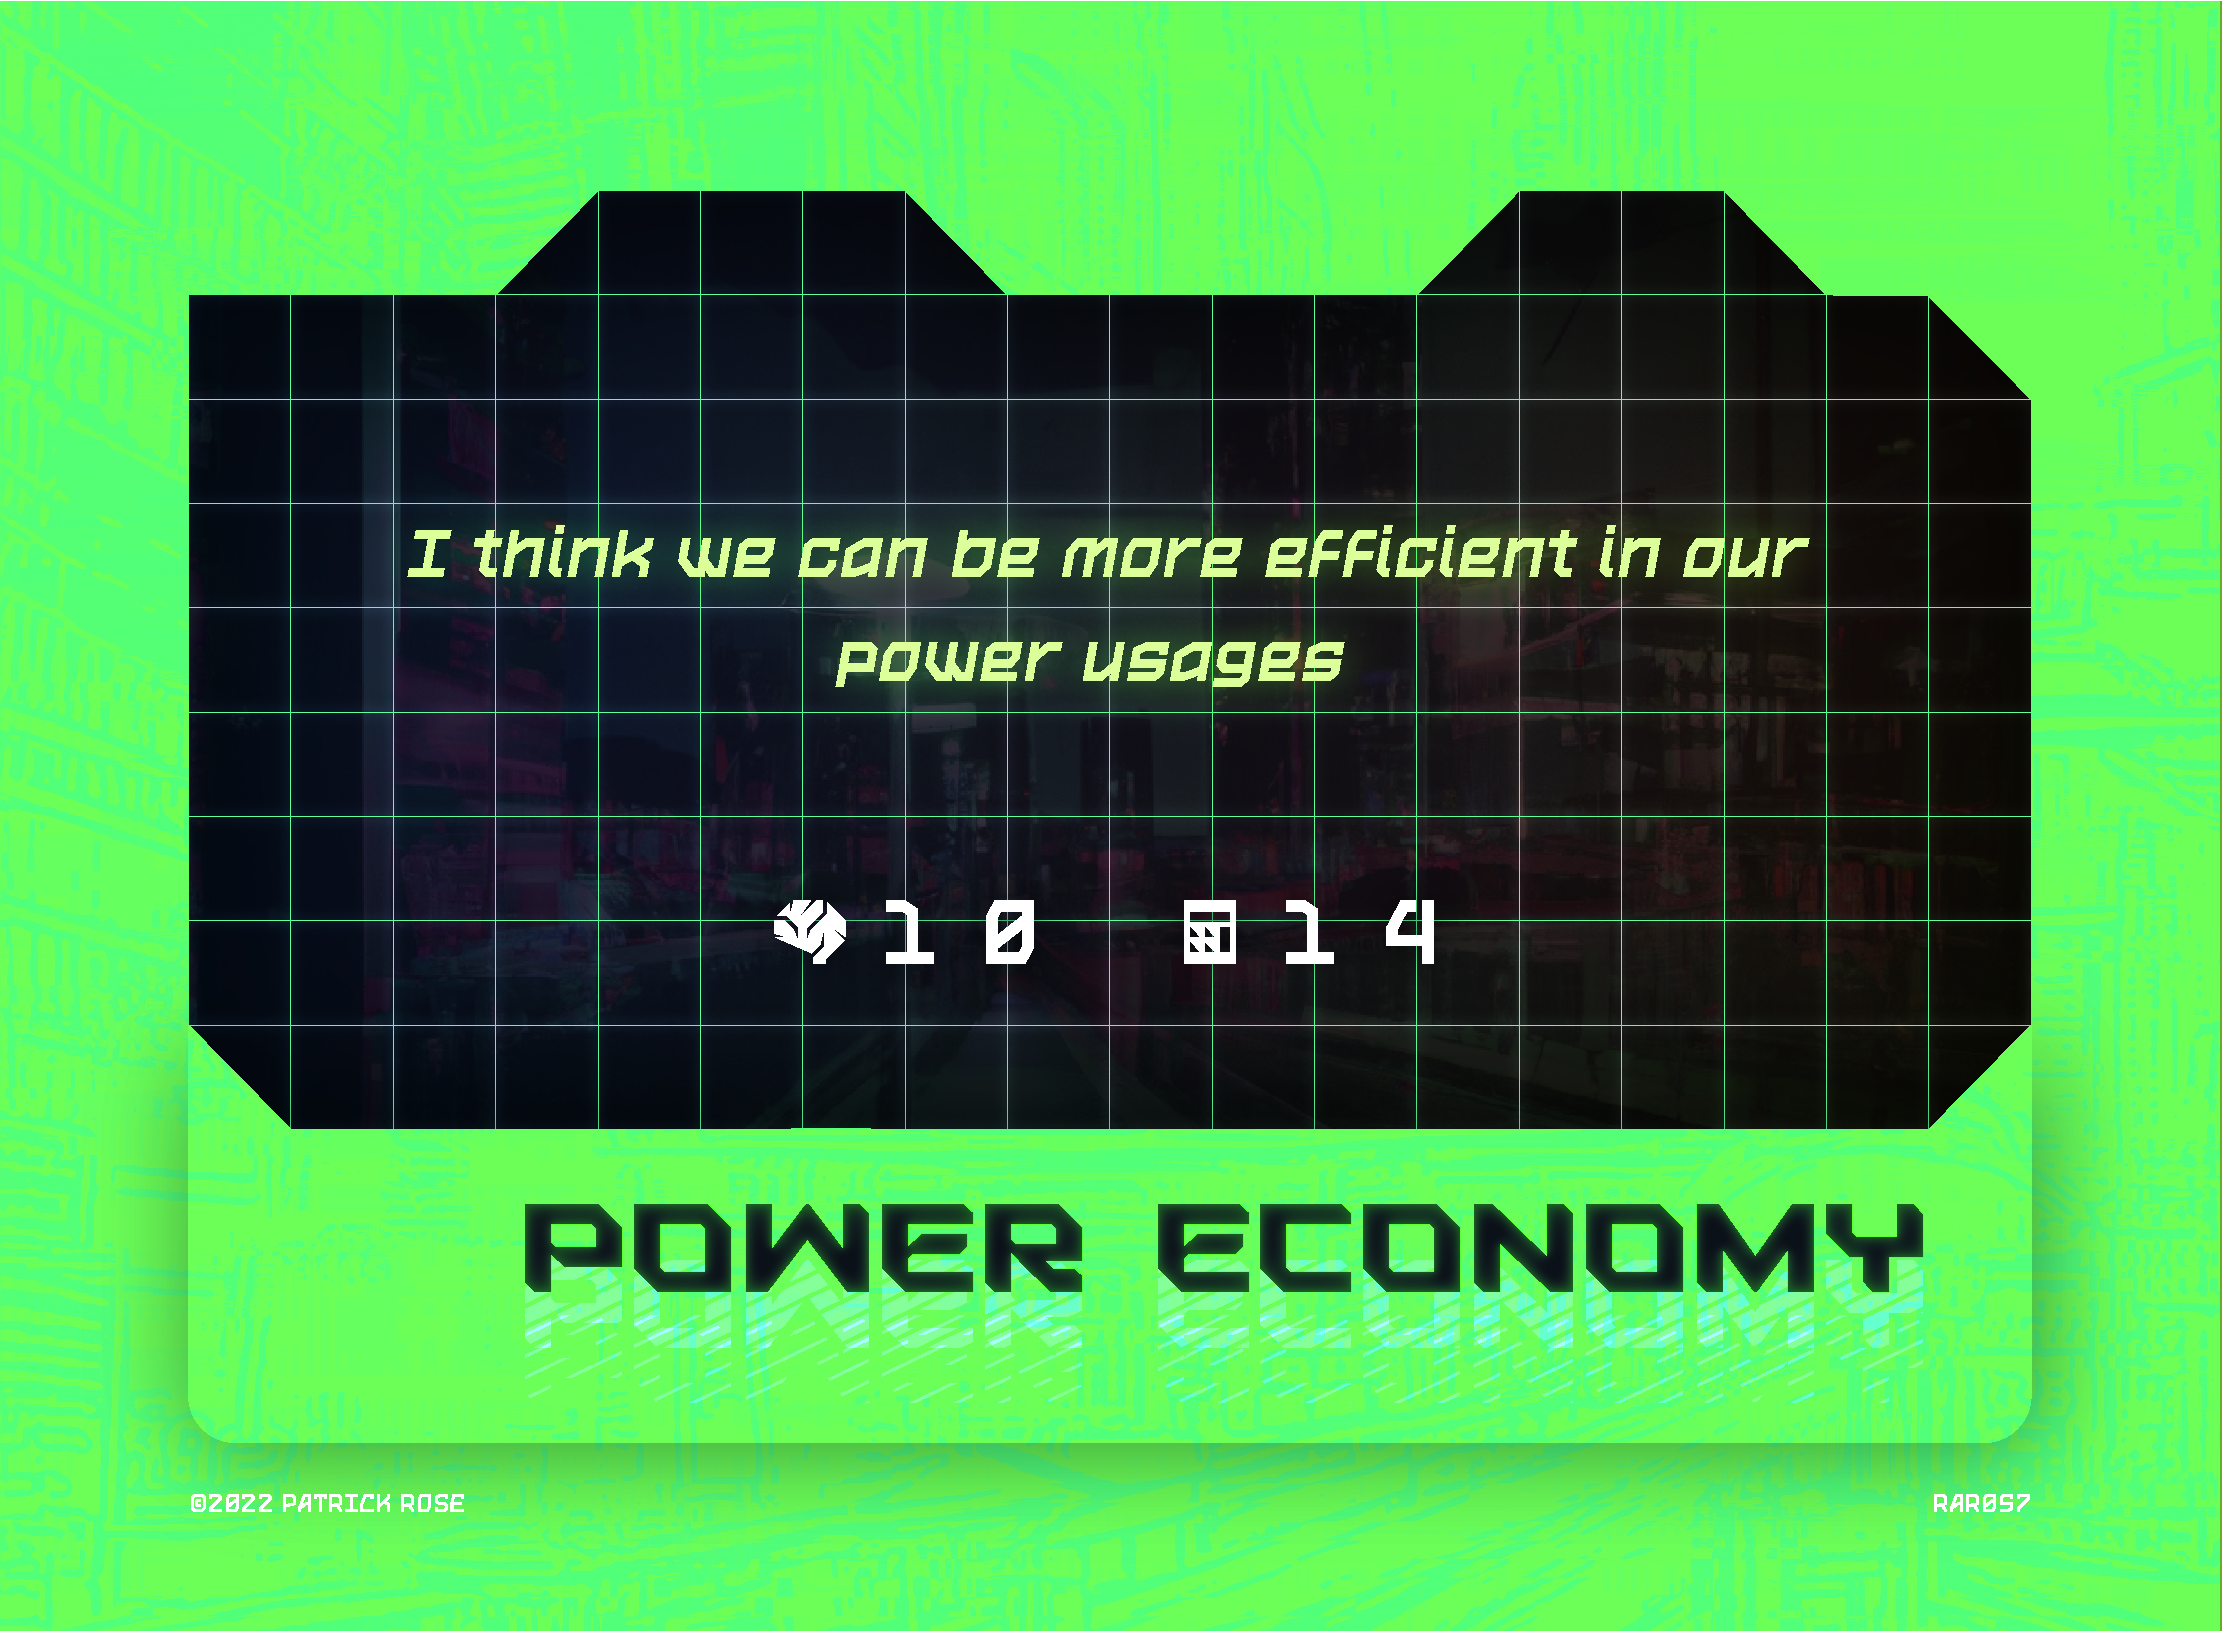 I think we can be more efficient in our
power usages
10 14
POWER ECONOMY
©2022 PATRICK ROSE
RAR057